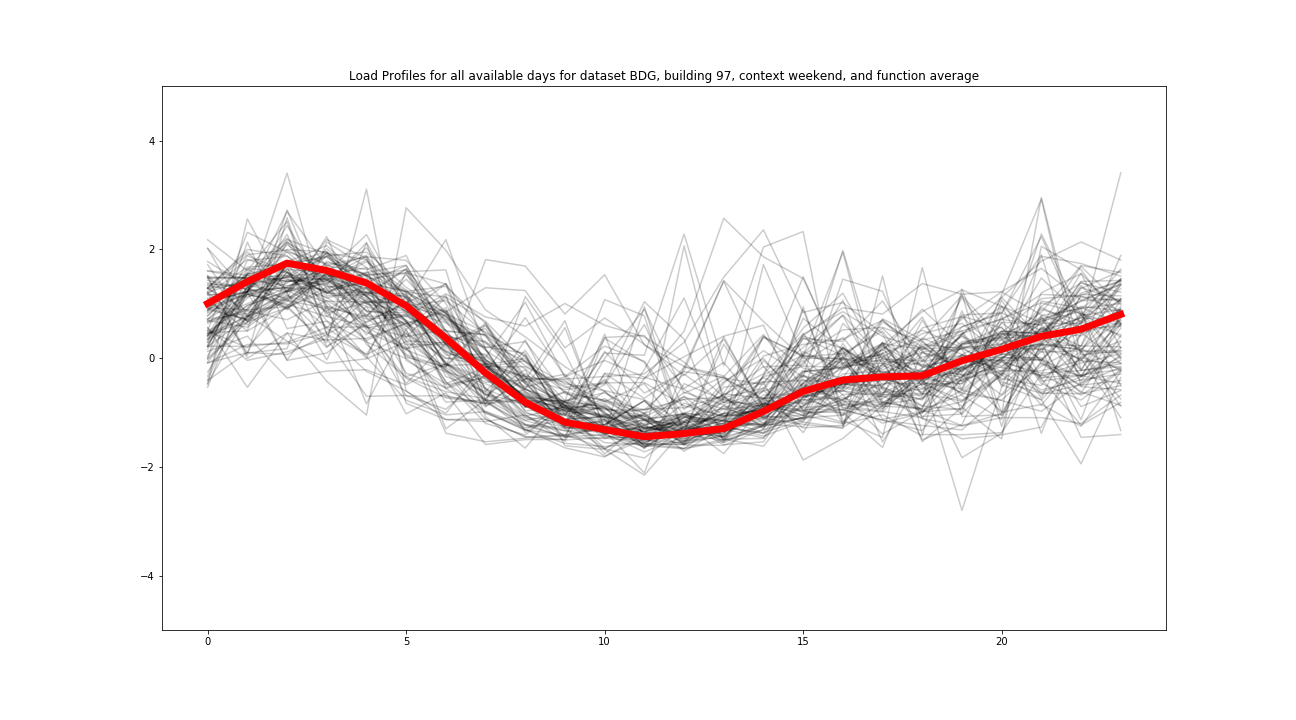 Load Profiles for all available days for dataset BDG, building 97, context weekend, and function average
4
2
0
−2
−4
0 5 10 15 20